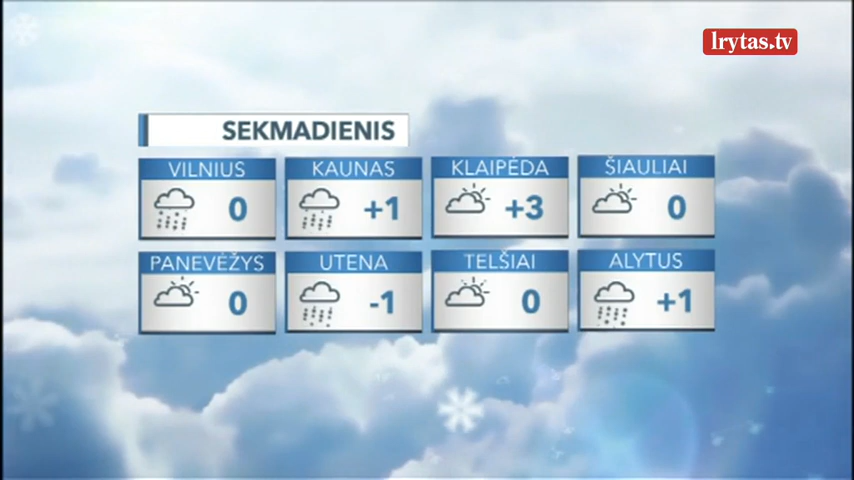 lrytas.tv
SEKMADIENIS
VILNIUS KAUNAS KLAIPĖDA ŠIAULIAI
0 +1 +3 0
PANEVĖŽYS UTENA TELŠIAI ALYTUS
0 -1 0 +1